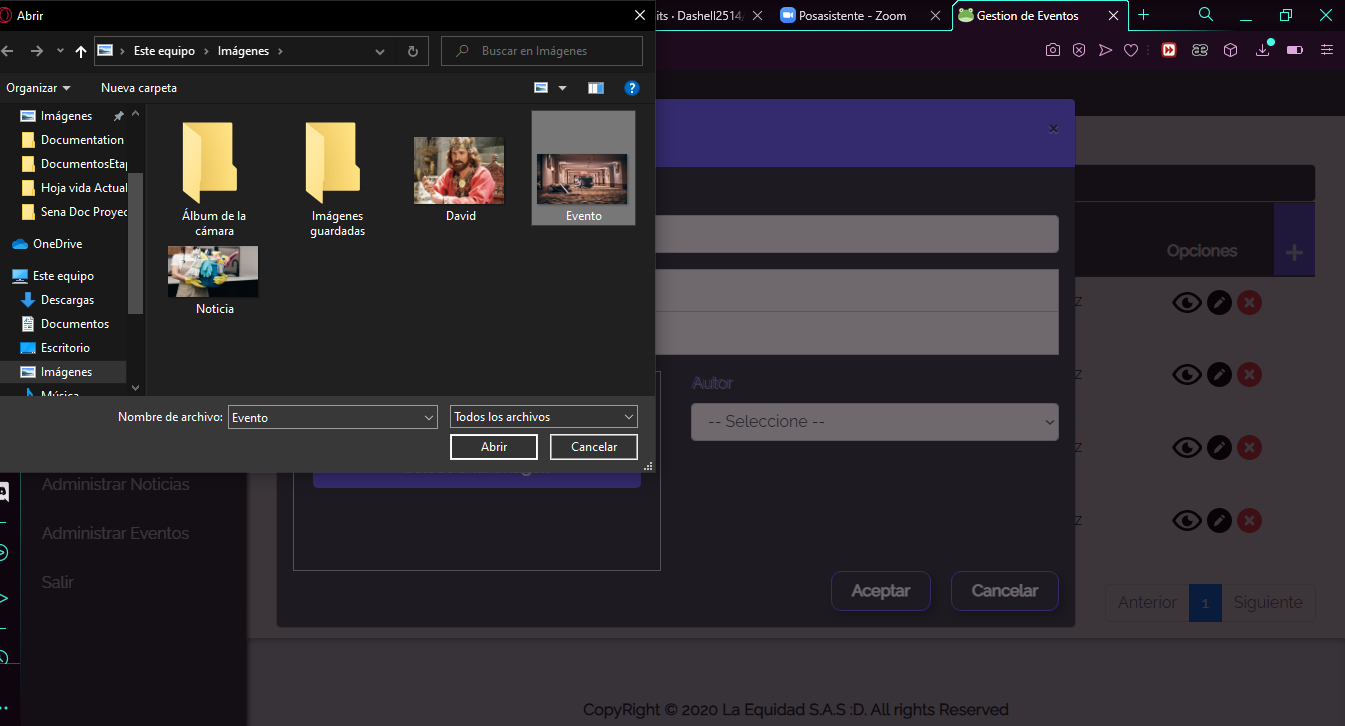 Abrir
its · Dashell2514/
Posasistente - Zoom
Gestion de Eventos
Este equipo
Imágenes
Buscar en Imágenes
Organizar
Nueva carpeta
Imágenes
Documentation
DocumentosEtap
Hoja vida Actual
Sena Doc Proyec
OneDrive
Este equipo
Descargas
Documentos
Escritorio
Imágenes
Música
Álbum de la
cámara
Imágenes
guardadas
David
Evento
Noticia
Nombre de archivo:
Evento
Todos los archivos
Abrir
Cancelar
Opciones
z
z
z
z
Autor
-- Seleccione --
Administrar Noticias
Administrar Eventos
Salir
Aceptar
Cancelar
Anterior
1
Siguiente
CopyRight © 2020 La Equidad S.A.S :D. All rights Reserved